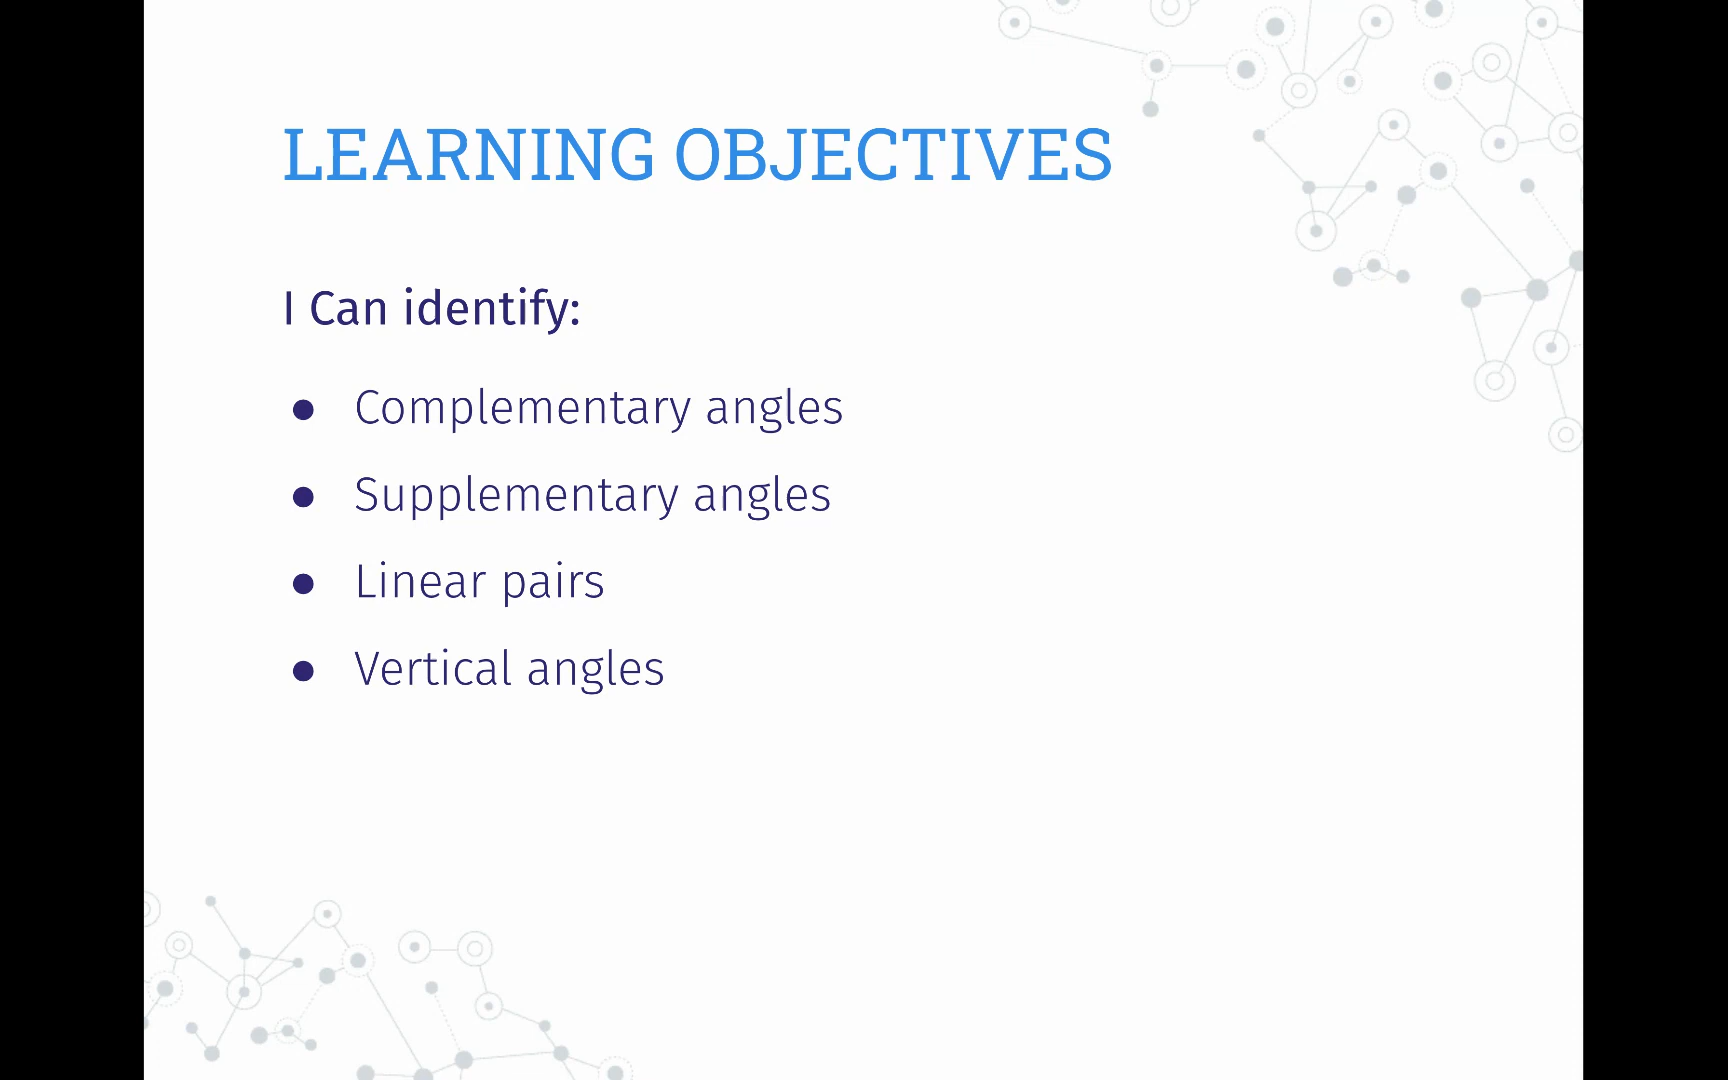 LEARNING OBJECTIVES
I Can identify:
● Complementary angles
● Supplementary angles
● Linear pairs
● Vertical angles